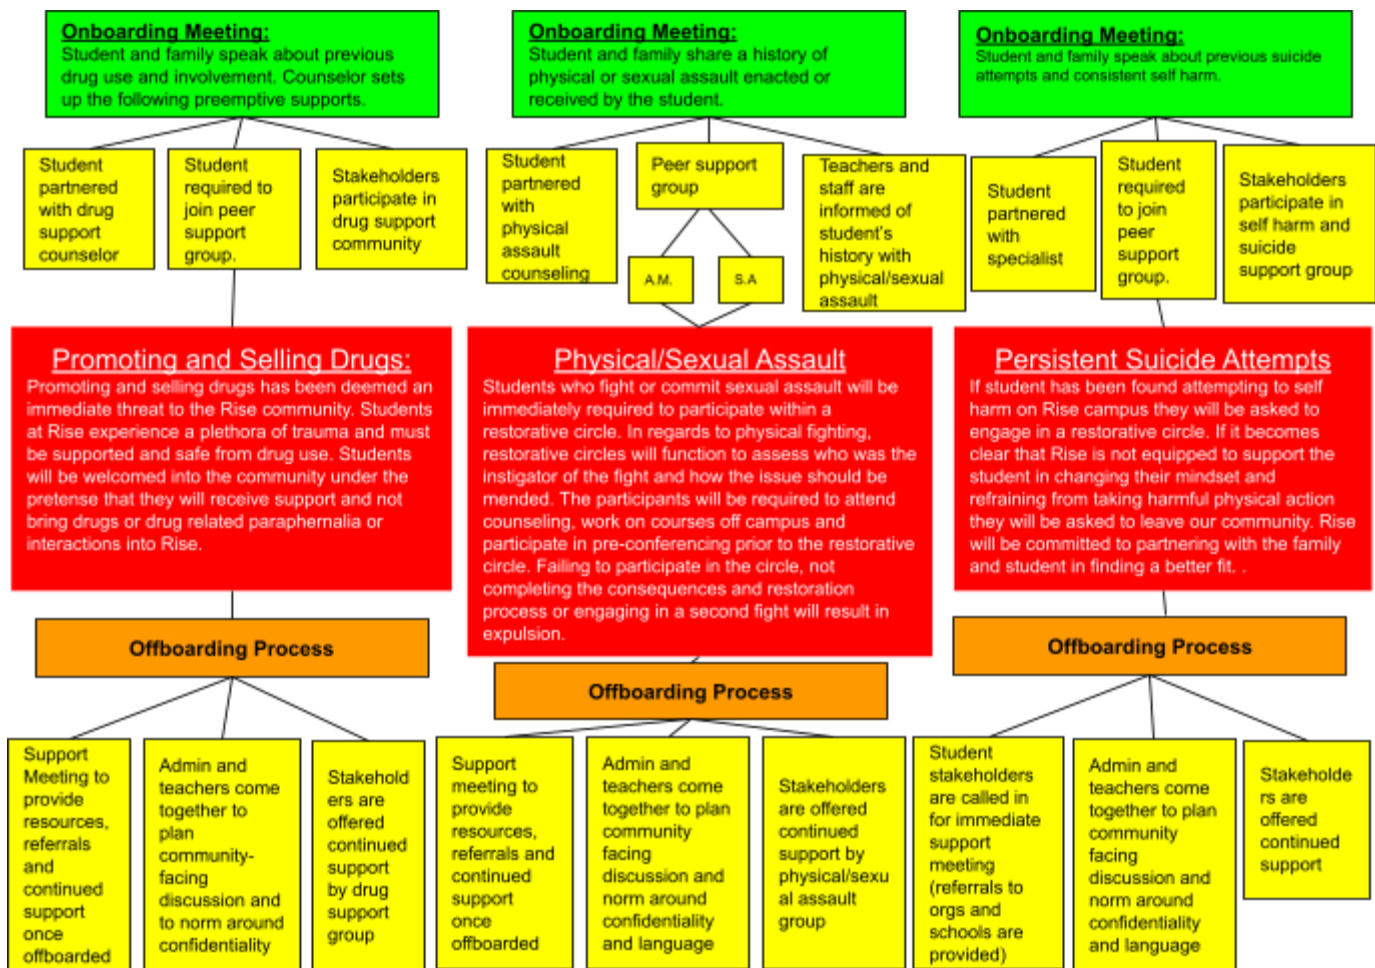 Onboarding Meeting:
Student and family speak about previous
drug use and involvement. Counselor sets
up the following preemptive supports.
Onboarding Meeting:
Student and family share a history of
physical or sexual assault enacted or
received by the student.
Onboarding Meeting:
Student and family speak about previous suicide
attempts and consistent self harm.
Student
partnered
with drug
support
counselor
Student
required to
join peer
support
group.
Stakeholders
participate in
drug support
community
Student
partnered
with
physical
assault
counseling
Peer support
group
A.M.
S.A
Teachers and
staff are
informed of
student's
history with
physical/sexual
assault
Student
partnered
with
specialist
Student
required
to join
peer
support
group.
Stakeholders
participate in
self harm and
suicide
support group
Promoting and Selling Drugs:
Promoting and selling drugs has been deemed an
immediate threat to the Rise community. Students
at Rise experience a plethora of trauma and must
be supported and safe from drug use. Students
will be welcomed into the community under the
pretense that they will receive support and not
bring drugs or drug related paraphernalia or
interactions into Rise.
Physical/Sexual Assault
Students who fight or commit sexual assault will be
immediately required to participate within a
restorative circle. In regards to physical fighting,
restorative circles will function to assess who was the
instigator of the fight and how the issue should be
mended. The participants will be required to attend
counseling, work on courses off campus and
participate in pre-conferencing prior to the restorative
circle. Failing to participate in the circle, not
completing the consequences and restoration
process or engaging in a second fight will result in
expulsion.
Persistent Suicide Attempts
If student has been found attempting to self
harm on Rise campus they will be asked to
engage in a restorative circle. If it becomes
clear that Rise is not equipped to support the
student in changing their mindset and
refraining from taking harmful physical action
they will be asked to leave our community. Rise
will be committed to partnering with the family
and student in finding a better fit. .
Offboarding Process
Offboarding Process
Offboarding Process
Support
Meeting to
provide
resources,
referrals
and
continued
support
once
offboarded
Admin and
teachers come
together to
plan
community-
facing
discussion and
to norm around
confidentiality
Stakehold
ers are
offered
continued
support
by drug
support
group
Support
meeting to
provide
resources,
referrals and
continued
support
once
offboarded
Admin and
teachers come
together to plan
community
facing
discussion and
norm around
confidentiality
and language
Stakeholders
are offered
continued
support by
physical/sexu
al assault
group
Student
stakeholders
are called in
for immediate
support
meeting
(referrals to
orgs and
schools are
provided)
Admin and
teachers come
together to plan
community
facing
discussion and
norm around
confidentiality
and language
Stakeholde
rs are
offered
continued
support